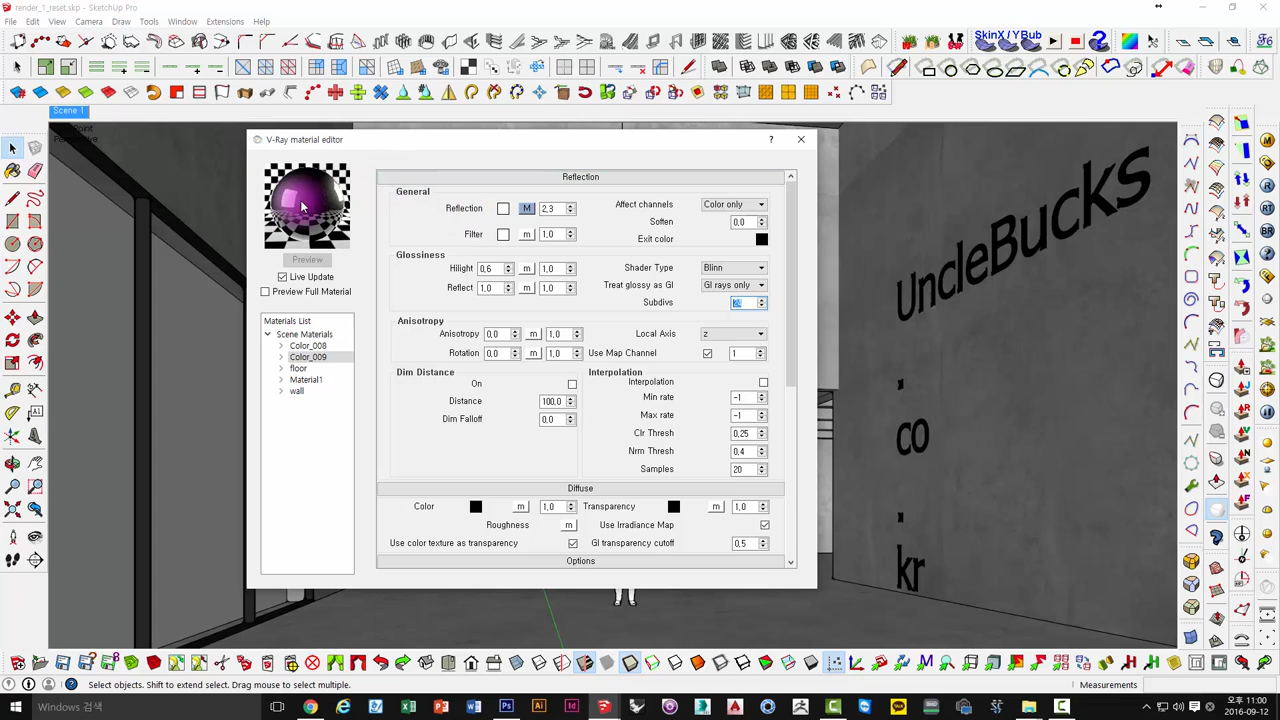 render_1_reset.skp - SketchUp Pro
File Edit View Camera Draw Tools Window Extensions Help
SkinX / YBub
Scene 1
V-Ray material editor
Reflection
General
Reflection M 2,3 Affect channels Color only
Soften 0,0
Filter m 1,0 Exit color
Glossiness
Hilight 0,6 m 1,0 Shader Type Blinn
Reflect 1,0 m 1,0 Treat glossy as GI GI rays only
Subdivs
Preview
Live Update
Preview Full Material
Anisotropy
Anisotropy 0,0 m 1,0 Local Axis z
Rotation 0,0 m 1,0 Use Map Channel 1
Materials List
Scene Materials
Color_008
Color_009
floor
Material1
wall
Dim Distance
On
Distance 100,0
Dim Falloff 0,0
Interpolation
Interpolation
Min rate -1
Max rate -1
Clr Thresh 0,25
Nrm Thresh 0,4
Samples 20
Diffuse
Color m 1,0 Transparency m 1,0
Roughness m Use Irradiance Map
Use color texture as transparency GI transparency cutoff 0,5
Options
UncleBucks
.
co
.
kr
Select objects. Shift to extend select. Drag mouse to select multiple.
Measurements
Windows 검색
오후 11:00
2016-09-12